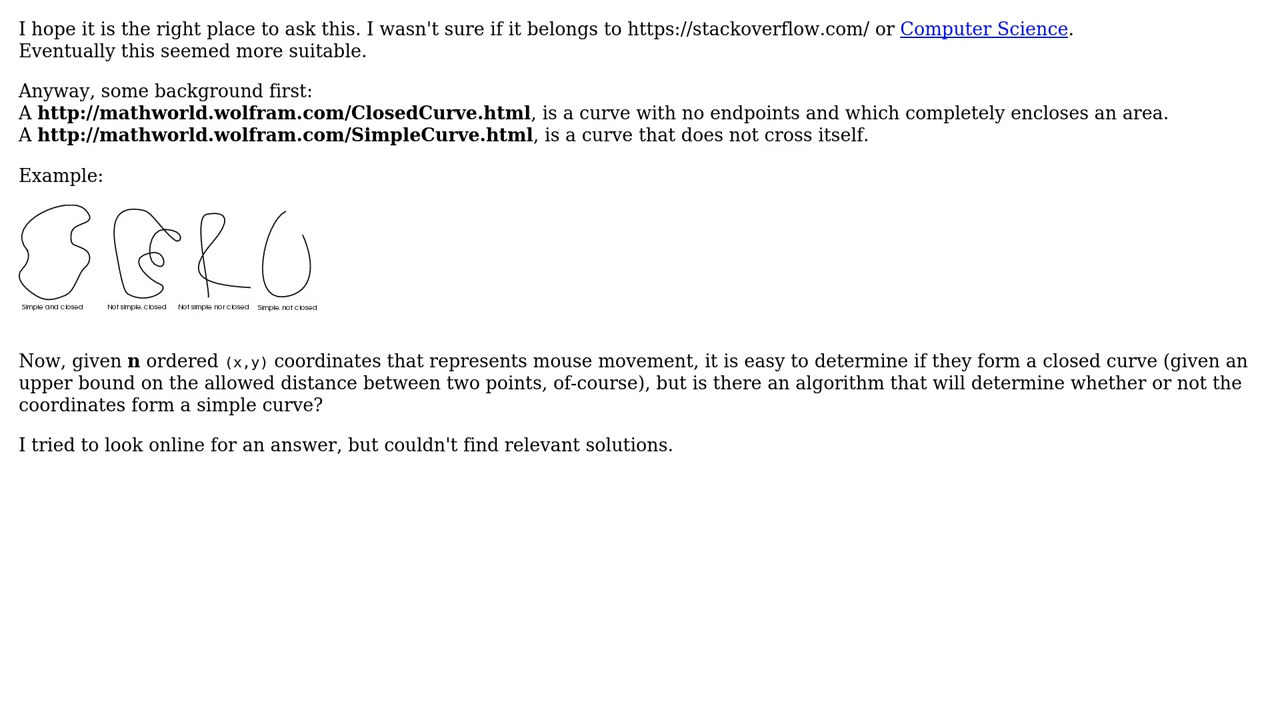 I hope it is the right place to ask this. I wasn't sure if it belongs to https://stackoverflow.com/ or Computer Science.
Eventually this seemed more suitable.
Anyway, some background first:
A http://mathworld.wolfram.com/ClosedCurve.html, is a curve with no endpoints and which completely encloses an area.
A http://mathworld.wolfram.com/SimpleCurve.html, is a curve that does not cross itself.
Example:
Simple and closed Not simple, closed Not simple nor closed Simple, not closed
Now, given n ordered (x,y) coordinates that represents mouse movement, it is easy to determine if they form a closed curve (given an
upper bound on the allowed distance between two points, of-course), but is there an algorithm that will determine whether or not the
coordinates form a simple curve?
I tried to look online for an answer, but couldn't find relevant solutions.